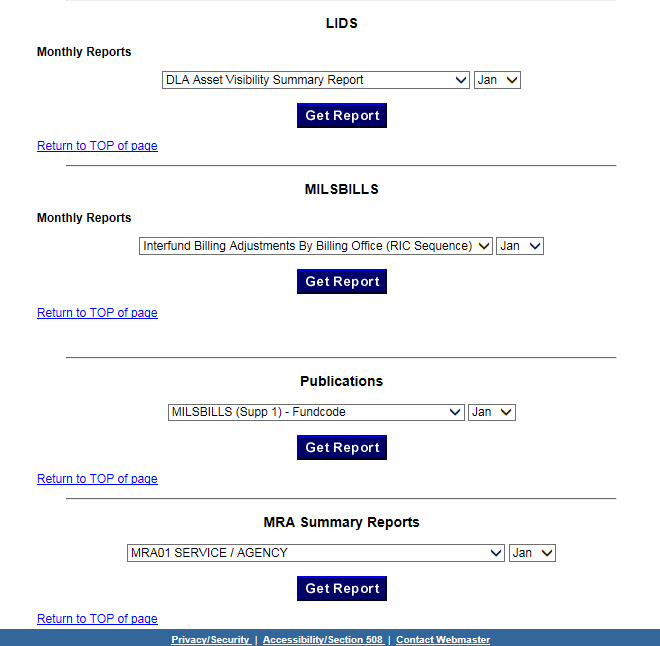 LIDS
Monthly Reports
DLA Asset Visibility Summary Report Jan
Get Report
Return to TOP of page
MILSBILLS
Monthly Reports
Interfund Billing Adjustments By Billing Office (RIC Sequence) Jan
Get Report
Return to TOP of page
Publications
MILSBILLS (Supp 1) - Fundcode Jan
Get Report
Return to TOP of page
MRA Summary Reports
MRA01 SERVICE / AGENCY Jan
Get Report
Return to TOP of page
Privacy/Security | Accessibility/Section 508 | Contact Webmaster